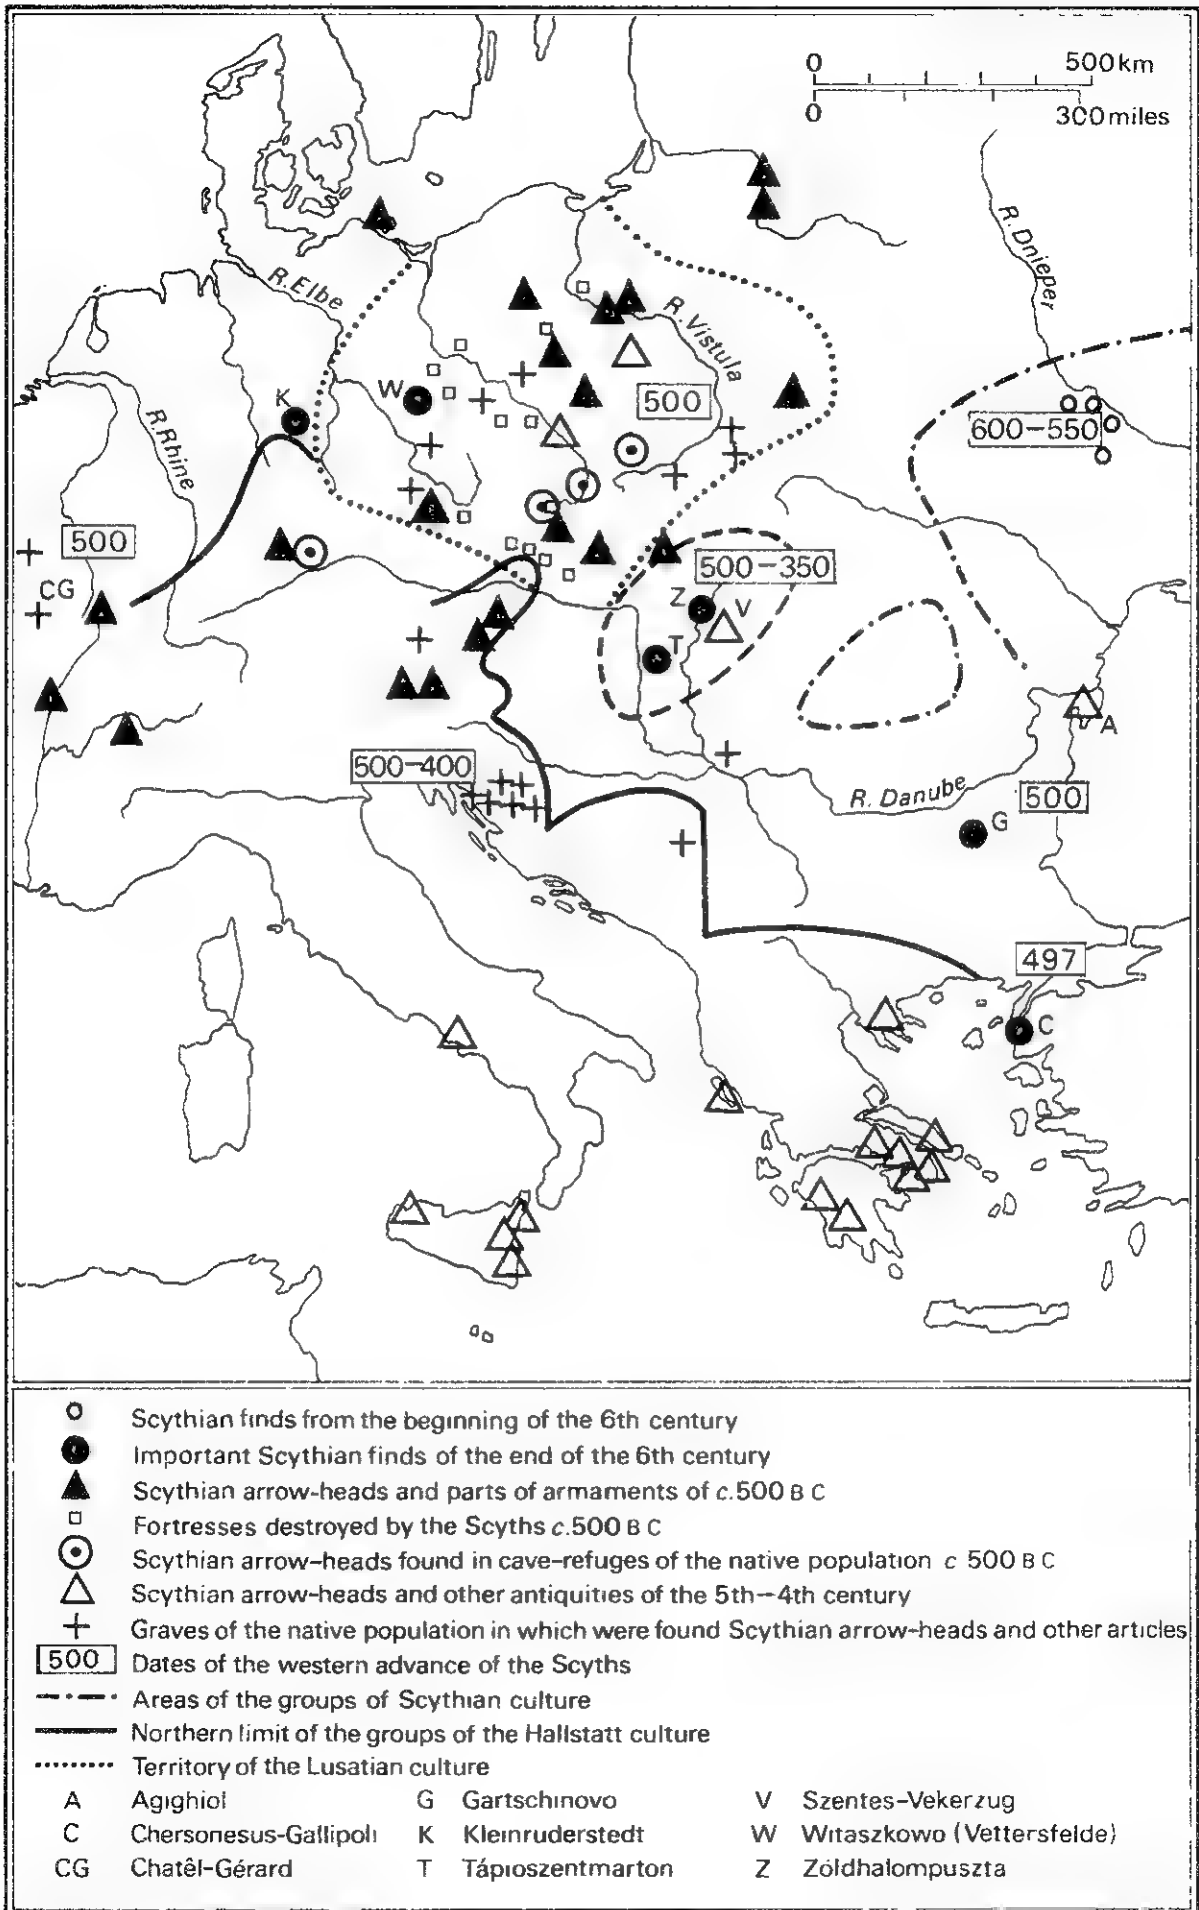 0 500km
0 300 miles
R.Dnieper
R.Elbe
R.Vistula
K
W
500
600-550
R.Rhine
500
CG
500-350
Z
V
T
A
500-400
R. Danube
500
G
497
C
Scythian finds from the beginning of the 6th century
Important Scythian finds of the end of the 6th century
Scythian arrow-heads and parts of armaments of c.500 B C
Fortresses destroyed by the Scyths c.500 B C
Scythian arrow-heads found in cave-refuges of the native population c 500 B C
Scythian arrow-heads and other antiquities of the 5th-4th century
Graves of the native population in which were found Scythian arrow-heads and other articles
500 Dates of the western advance of the Scyths
Areas of the groups of Scythian culture
Northern limit of the groups of the Hallstatt culture
Territory of the Lusatian culture
A Agighiol G Gartschinovo V Szentes-Vekerzug
C Chersonesus-Gallipoli K Kleinruderstedt W Witaszkowo (Vettersfelde)
CG Chatêl-Gérard T Tápioszentmarton Z Zöldhalompuszta